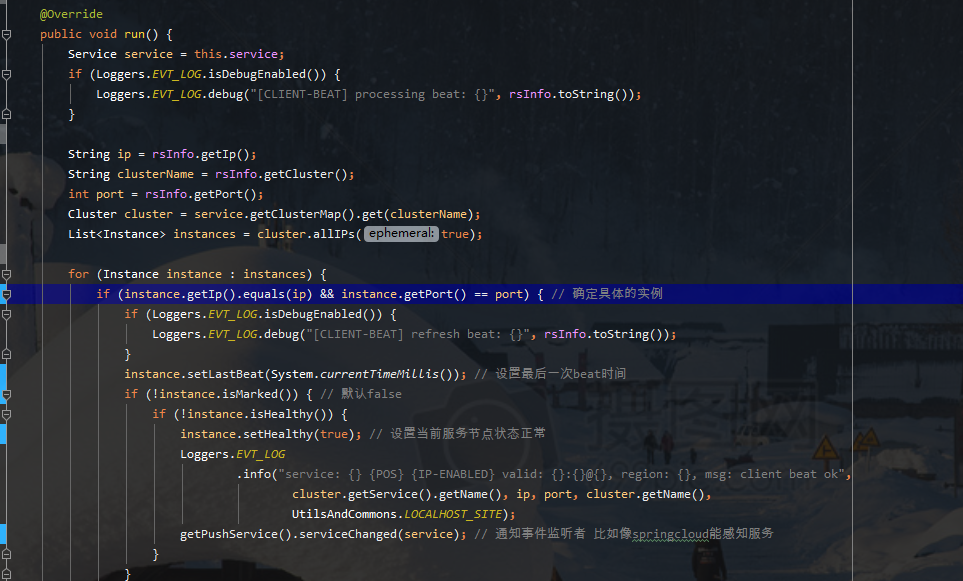 @Override
public void run() {
Service service = this.service;
if (Loggers.EVT_LOG.isDebugEnabled()) {
Loggers.EVT_LOG.debug("[CLIENT-BEAT] processing beat: {}", rsInfo.toString());
}
String ip = rsInfo.getIp();
String clusterName = rsInfo.getCluster();
int port = rsInfo.getPort();
Cluster cluster = service.getClusterMap().get(clusterName);
List<Instance> instances = cluster.allIPs( ephemeral: true);
for (Instance instance : instances) {
if (instance.getIp().equals(ip) && instance.getPort() == port) { // 确定具体的实例
if (Loggers.EVT_LOG.isDebugEnabled()) {
Loggers.EVT_LOG.debug("[CLIENT-BEAT] refresh beat: {}", rsInfo.toString());
}
instance.setLastBeat(System.currentTimeMillis()); // 设置最后一次beat时间
if (!instance.isMarked()) { // 默认false
if (!instance.isHealthy()) {
instance.setHealthy(true); // 设置当前服务节点状态正常
Loggers.EVT_LOG
.info("service: {} {POS} {IP-ENABLED} valid: {}:{}@{}, region: {}, msg: client beat ok",
cluster.getService().getName(), ip, port, cluster.getName(),
UtilsAndCommons.LOCALHOST_SITE);
getPushService().serviceChanged(service); // 通知事件监听者 比如像springcloud能感知服务
}
}